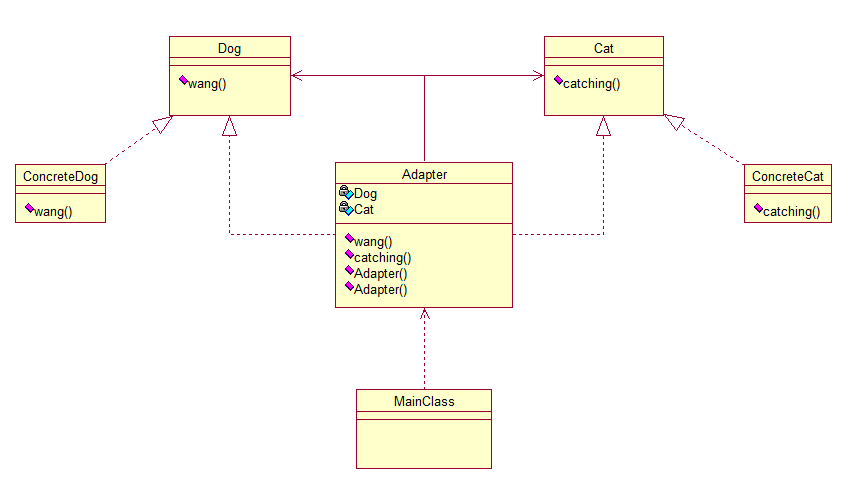 Dog
wang()
Cat
catching()
ConcreteDog
wang()
Adapter
Dog
Cat
wang()
catching()
Adapter()
Adapter()
ConcreteCat
catching()
MainClass